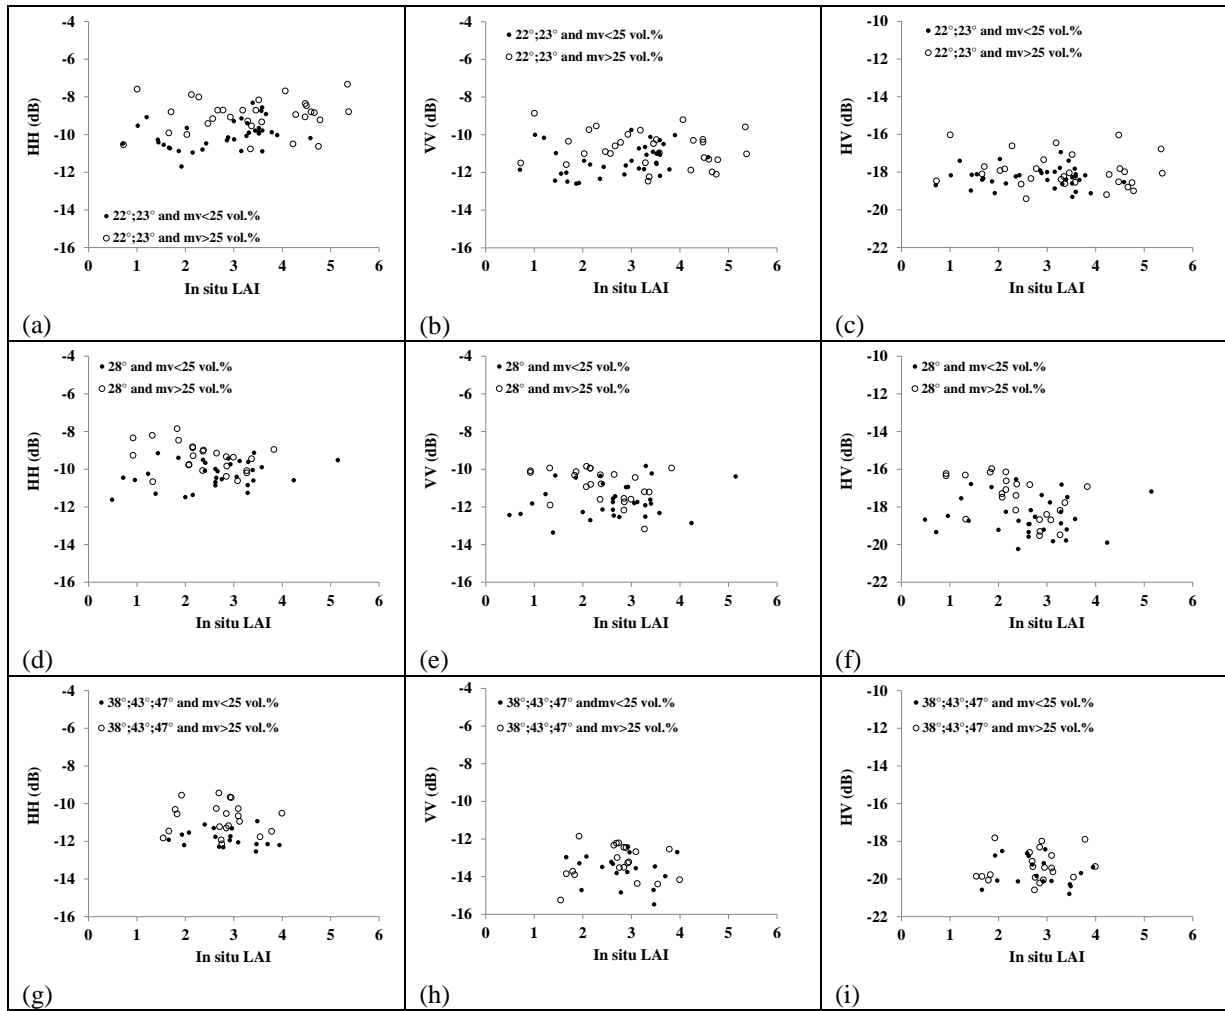 -4
-6
-8
-10
-12
-14
-16
0 1 2 3 4 5 6
HH (dB)
In situ LAI
22°;23° and mv<25 vol.%
22°;23° and mv>25 vol.%
(a)
-4
-6
-8
-10
-12
-14
-16
0 1 2 3 4 5 6
VV (dB)
In situ LAI
22°;23° and mv<25 vol.%
22°;23° and mv>25 vol.%
(b)
-10
-12
-14
-16
-18
-20
-22
0 1 2 3 4 5 6
HV (dB)
In situ LAI
22°;23° and mv<25 vol.%
22°;23° and mv>25 vol.%
(c)
-4
-6
-8
-10
-12
-14
-16
0 1 2 3 4 5 6
HH (dB)
In situ LAI
28° and mv<25 vol.%
28° and mv>25 vol.%
(d)
-4
-6
-8
-10
-12
-14
-16
0 1 2 3 4 5 6
VV (dB)
In situ LAI
28° and mv<25 vol.%
28° and mv>25 vol.%
(e)
-10
-12
-14
-16
-18
-20
-22
0 1 2 3 4 5 6
HV (dB)
In situ LAI
28° and mv<25 vol.%
28° and mv>25 vol.%
(f)
-4
-6
-8
-10
-12
-14
-16
0 1 2 3 4 5 6
HH (dB)
In situ LAI
38°;43°;47° and mv<25 vol.%
38°;43°;47° and mv>25 vol.%
(g)
-4
-6
-8
-10
-12
-14
-16
0 1 2 3 4 5 6
VV (dB)
In situ LAI
38°;43°;47° andmv<25 vol.%
38°;43°;47° and mv>25 vol.%
(h)
-10
-12
-14
-16
-18
-20
-22
0 1 2 3 4 5 6
HV (dB)
In situ LAI
38°;43°;47° and mv<25 vol.%
38°;43°;47° and mv>25 vol.%
(i)